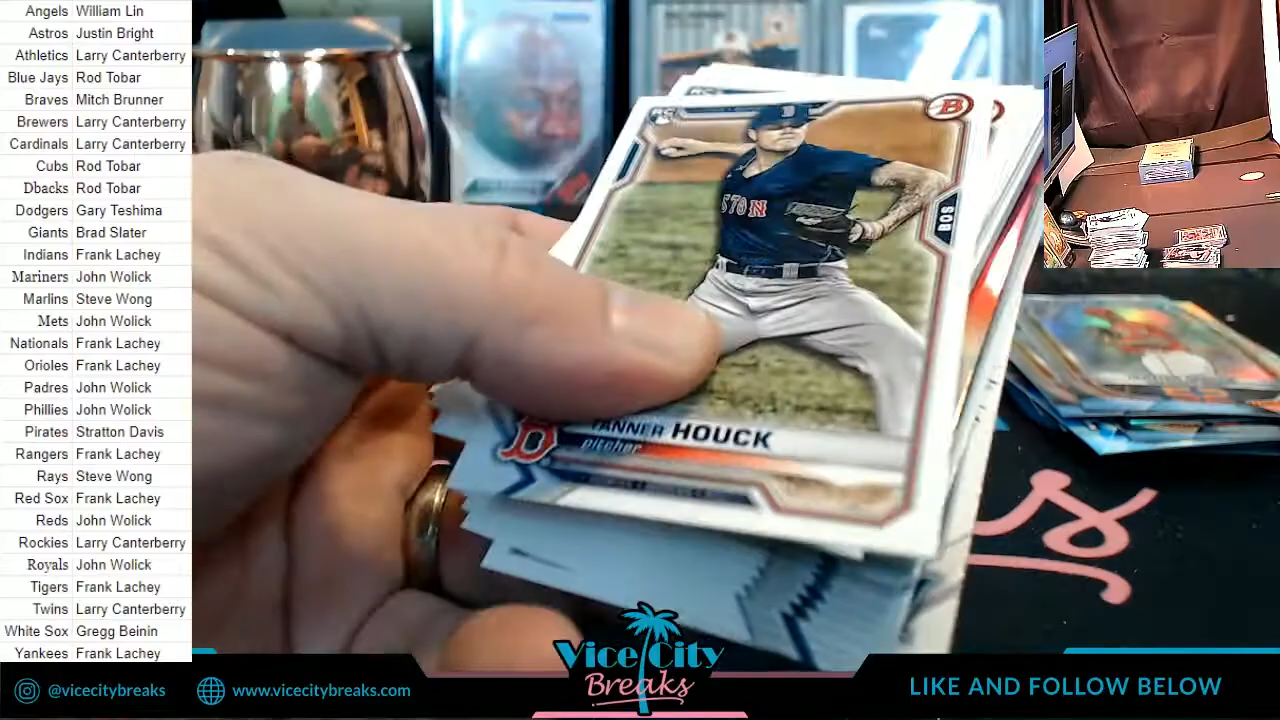 Angels William Lin
Astros Justin Bright
Athletics Larry Canterberry
Blue Jays Rod Tobar
Braves Mitch Brunner
Brewers Larry Canterberry
Cardinals Larry Canterberry
Cubs Rod Tobar
Dbacks Rod Tobar
Dodgers Gary Teshima
Giants Brad Slater
Indians Frank Lachey
Mariners John Wolick
Marlins Steve Wong
Mets John Wolick
Nationals Frank Lachey
Orioles Frank Lachey
Padres John Wolick
Phillies John Wolick
Pirates Stratton Davis
Rangers Frank Lachey
Rays Steve Wong
Red Sox Frank Lachey
Reds John Wolick
Rockies Larry Canterberry
Royals John Wolick
Tigers Frank Lachey
Twins Larry Canterberry
White Sox Gregg Beinin
Yankees Frank Lachey
B
B
BOS
STON
TANNER HOUCK
pitcher
B
@vicecitybreaks
www.vicecitybreaks.com
Vice City
Breaks
LIKE AND FOLLOW BELOW